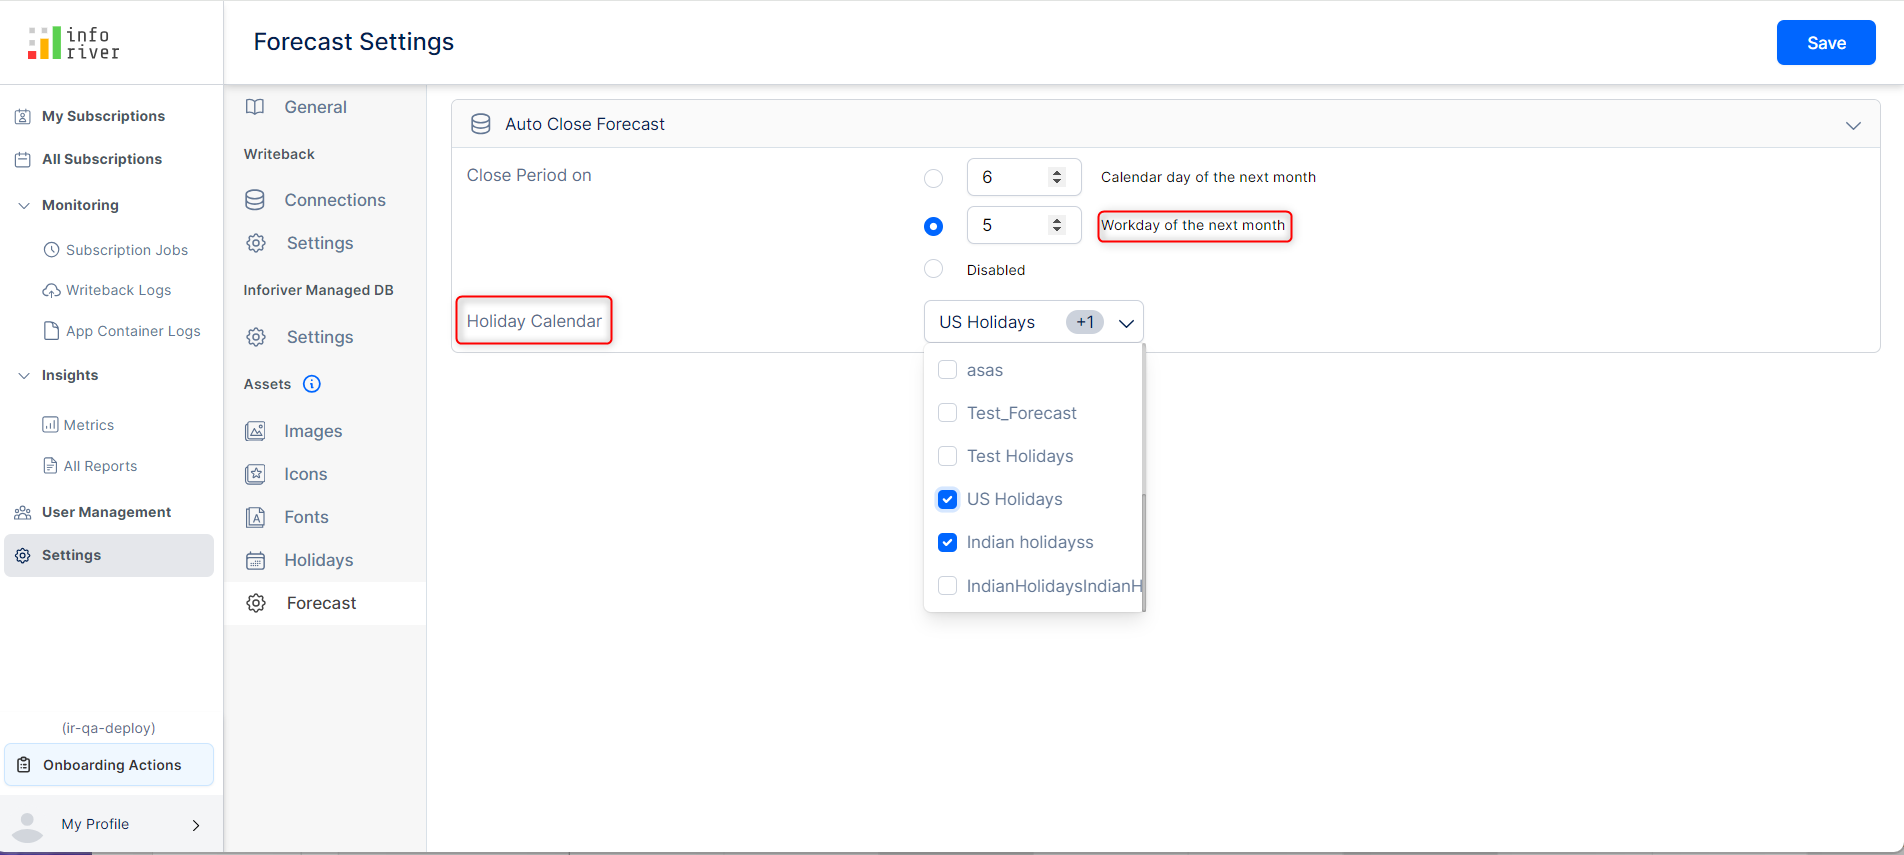 info
river
Forecast Settings
Save
My Subscriptions
All Subscriptions
Monitoring
Subscription Jobs
Writeback Logs
App Container Logs
Insights
Metrics
All Reports
User Management
Settings
(ir-qa-deploy)
Onboarding Actions
My Profile
General
Writeback
Connections
Settings
Inforiver Managed DB
Settings
Assets
Images
Icons
Fonts
Holidays
Forecast
Auto Close Forecast
Close Period on
6 Calendar day of the next month
5 Workday of the next month
Disabled
Holiday Calendar
US Holidays +1
asas
Test_Forecast
Test Holidays
US Holidays
Indian holidayss
IndianHolidaysIndianH